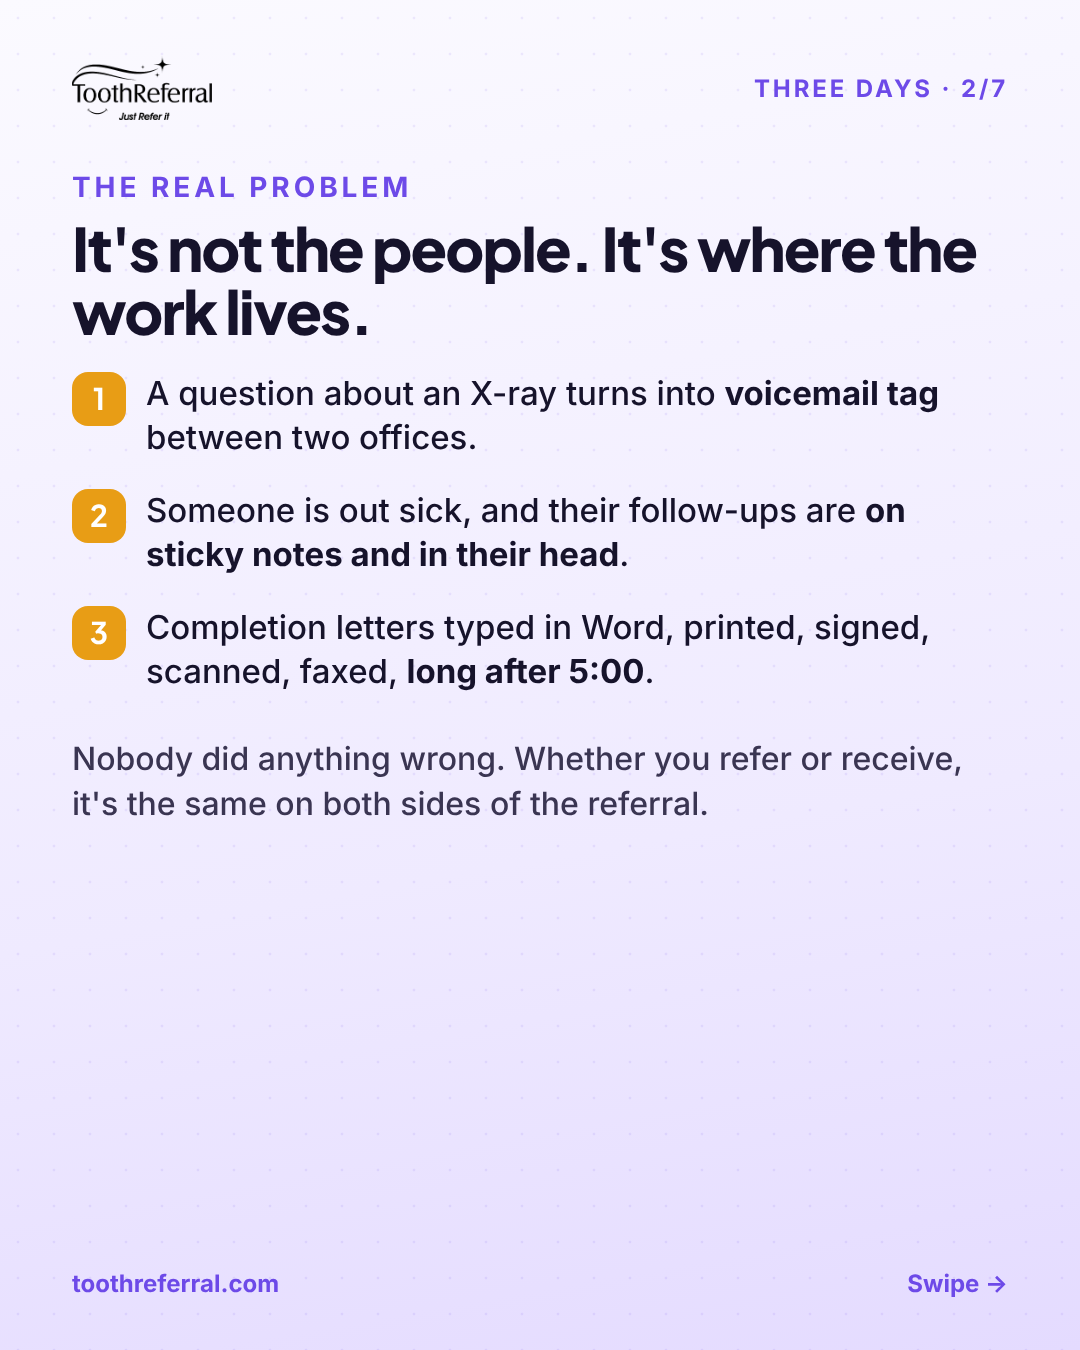 ToothReferral
Just Refer it
THREE DAYS · 2/7
THE REAL PROBLEM
It's not the people. It's where the
work lives.
1 A question about an X-ray turns into voicemail tag
between two offices.
2 Someone is out sick, and their follow-ups are on
sticky notes and in their head.
3 Completion letters typed in Word, printed, signed,
scanned, faxed, long after 5:00.
Nobody did anything wrong. Whether you refer or receive,
it's the same on both sides of the referral.
toothreferral.com
Swipe →